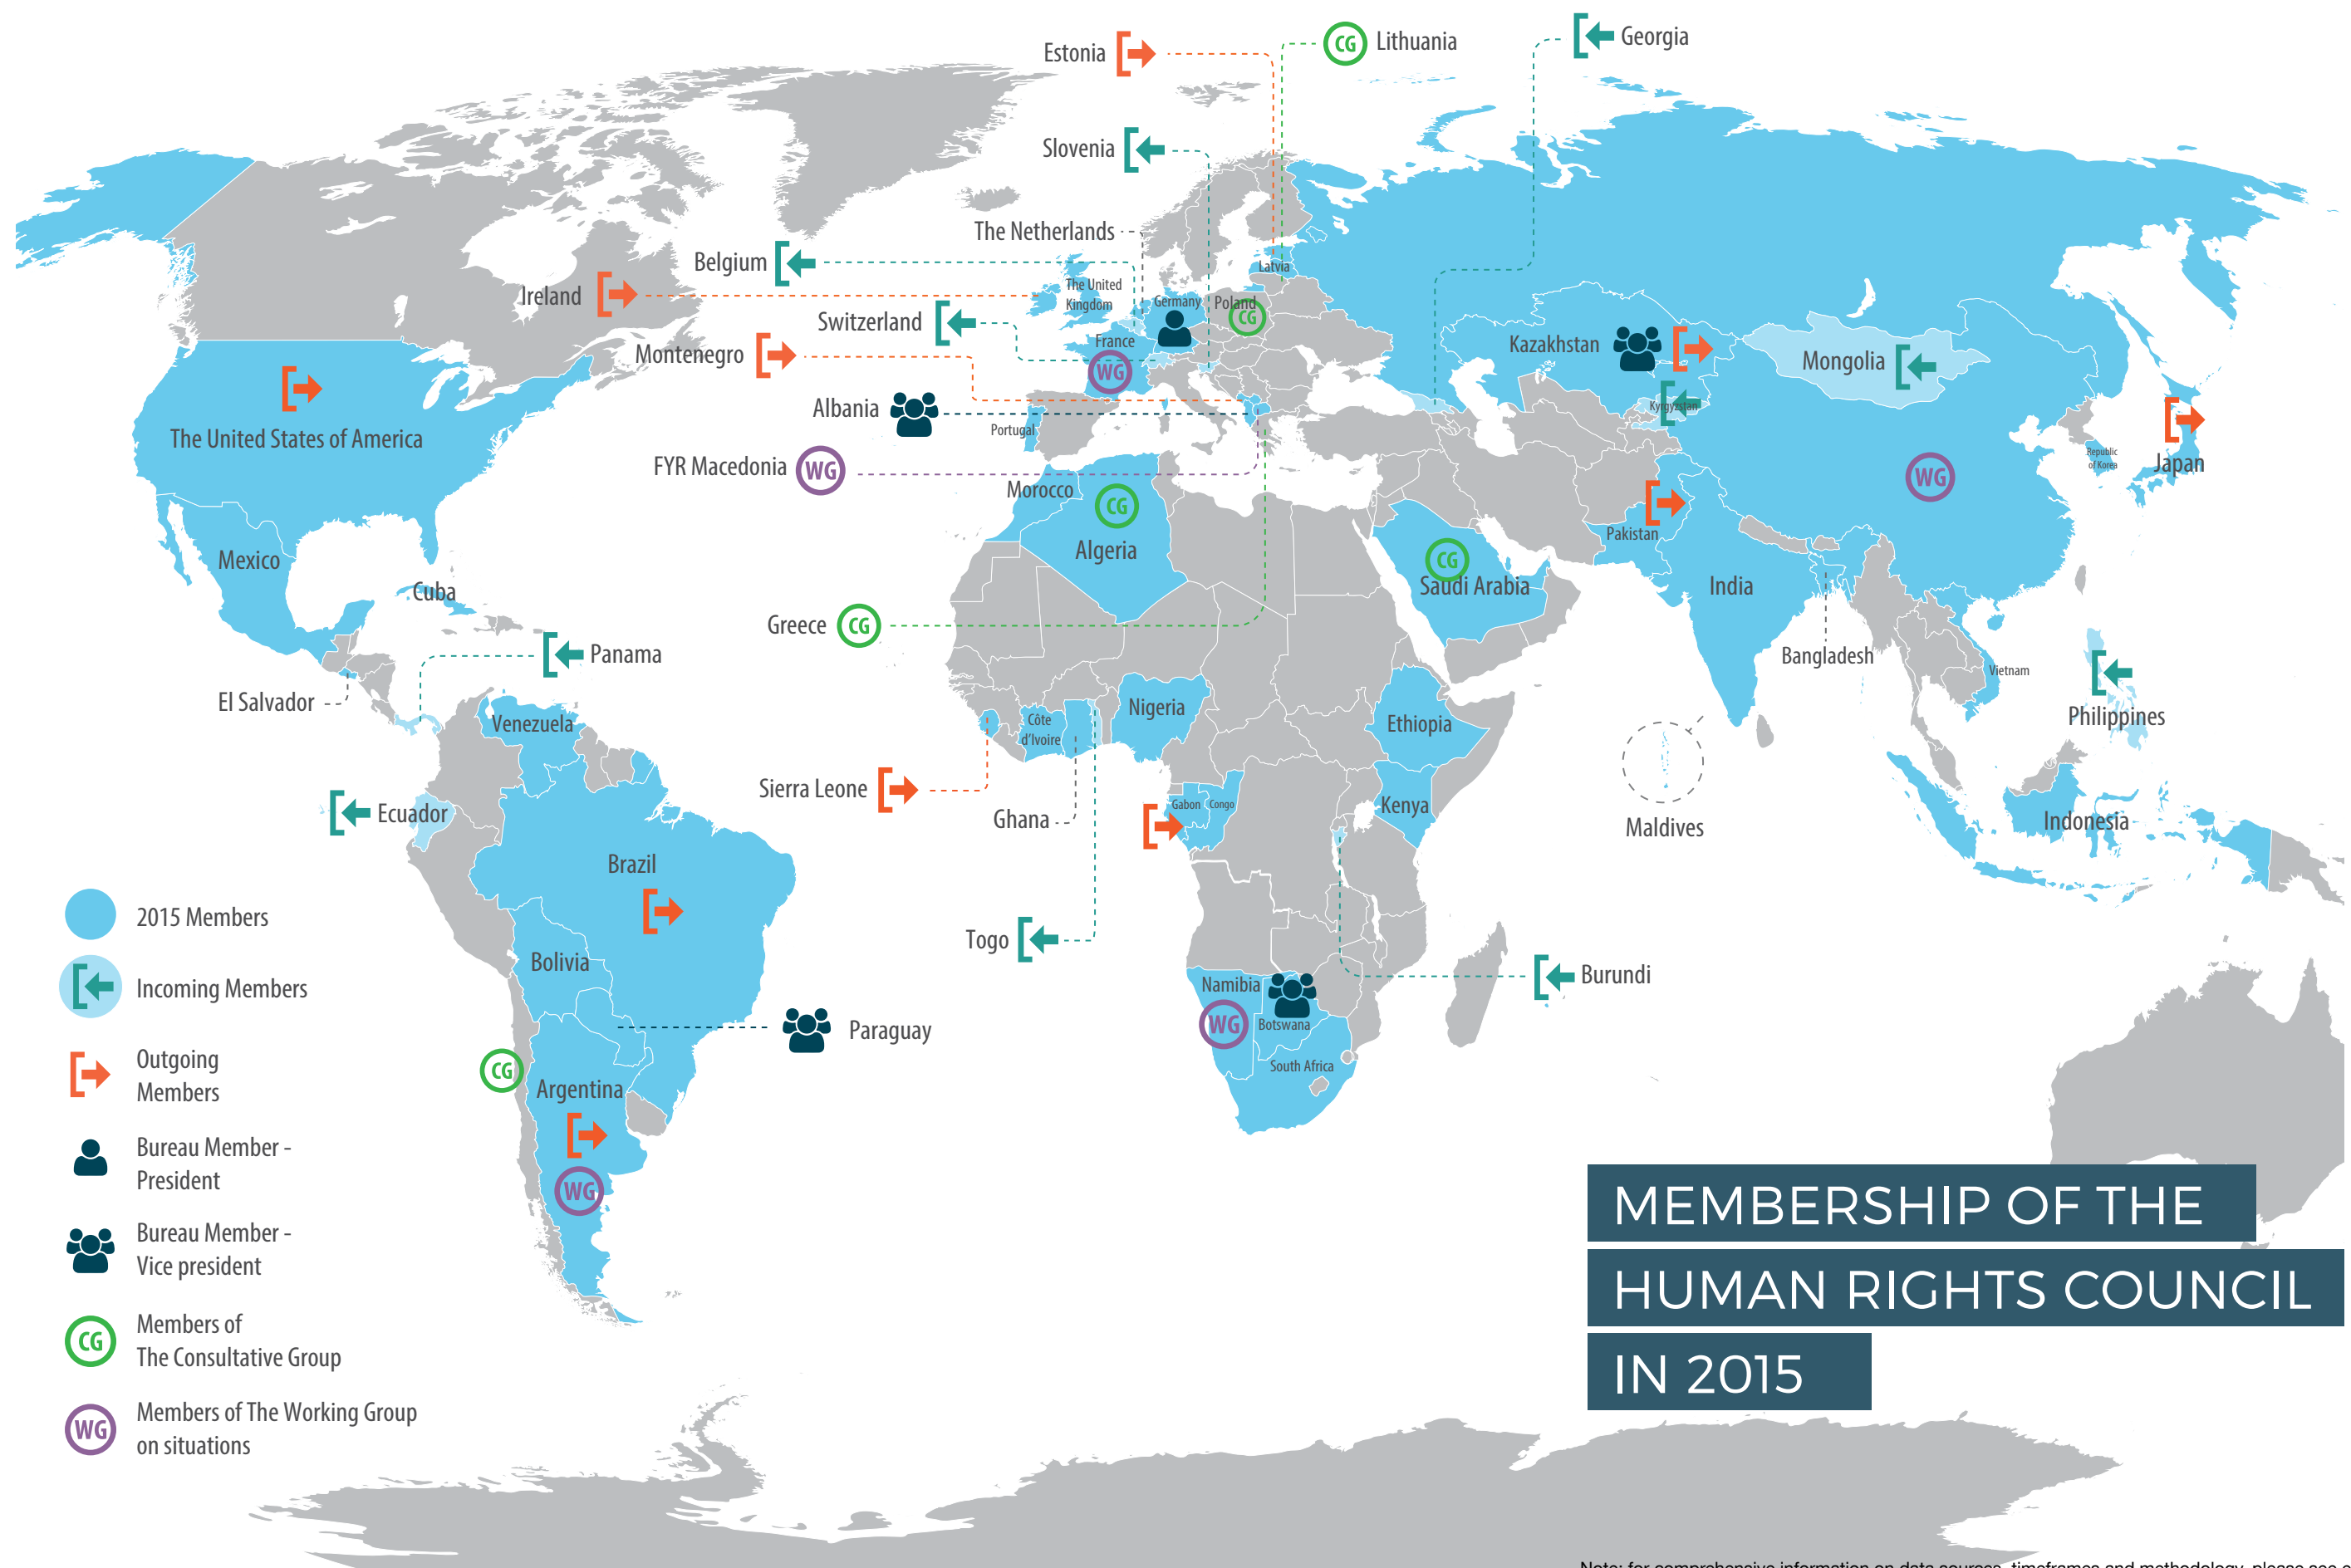 Estonia
CG
Lithuania
Georgia
Slovenia
The Netherlands
Belgium
Latvia
Ireland
The United
Kingdom
Germany
Poland
CG
Switzerland
France
WG
Montenegro
Kazakhstan
Mongolia
Albania
Kyrgyzstan
Portugal
The United States of America
FYR Macedonia
WG
Republic
of Korea
Japan
WG
Morocco
CG
Algeria
Pakistan
Mexico
CG
Saudi Arabia
India
Cuba
Greece
CG
Panama
Bangladesh
Vietnam
El Salvador
Venezuela
Nigeria
Côte
d'Ivoire
Ethiopia
Philippines
Sierra Leone
Ghana
Gabon
Congo
Kenya
Maldives
Indonesia
Ecuador
Brazil
Togo
Bolivia
Burundi
Namibia
WG
Botswana
Paraguay
South Africa
CG
Argentina
WG
2015 Members
Incoming Members
Outgoing
Members
Bureau Member -
President
Bureau Member -
Vice president
CG
Members of
The Consultative Group
WG
Members of The Working Group
on situations
MEMBERSHIP OF THE
HUMAN RIGHTS COUNCIL
IN 2015